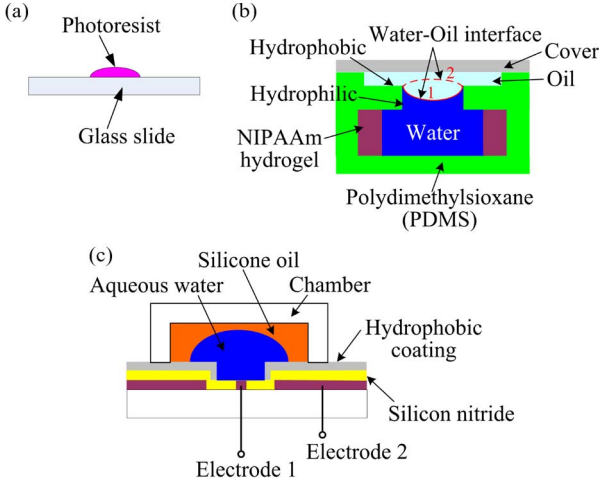 (a)
Photoresist
Glass slide
(b)
Water-Oil interface
Hydrophobic
Cover
2
Oil
1
Hydrophilic
NIPAAm
hydrogel
Water
Polydimethylsioxane
(PDMS)
(c)
Silicone oil
Aqueous water
Chamber
Hydrophobic
coating
Silicon nitride
Electrode 1
Electrode 2